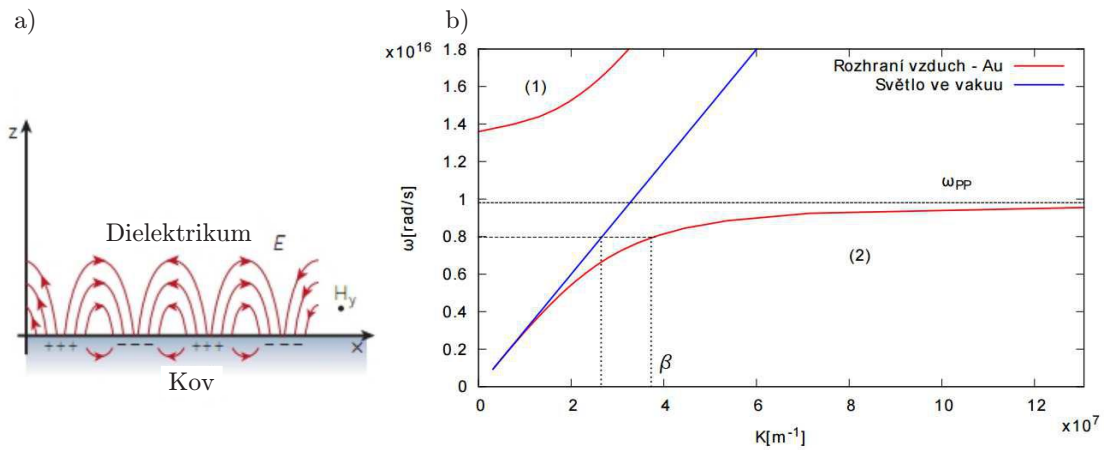 a)
z
Dielektrikum
E
H_y
+++ --- +++ ---
x
Kov
b)
x10^16
1.8
1.6
1.4
1.2
1
0.8
0.6
0.4
0.2
0
ω[rad/s]
Rozhraní vzduch - Au
Světlo ve vakuu
(1)
ω_PP
(2)
β
0 2 4 6 8 10 12
x10^7
K[m^-1]